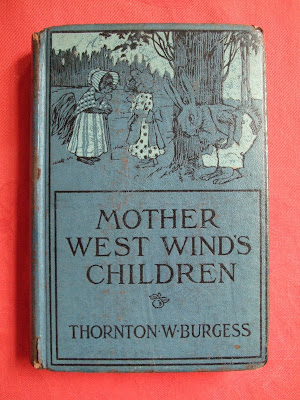 MOTHER
WEST WIND'S
CHILDREN
THORNTON·W·BURGESS